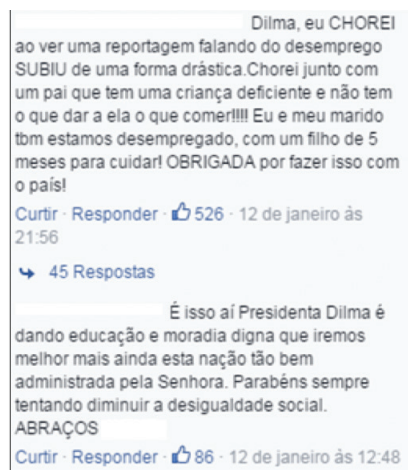 Dilma, eu CHOREI
ao ver uma reportagem falando do desemprego
SUBIU de uma forma drástica.Chorei junto com
um pai que tem uma criança deficiente e não tem
o que dar a ela o que comer!!!! Eu e meu marido
tbm estamos desempregado, com um filho de 5
meses para cuidar! OBRIGADA por fazer isso com
o país!
Curtir · Responder · 526 · 12 de janeiro às
21:56
45 Respostas
É isso aí Presidenta Dilma é
dando educação e moradia digna que iremos
melhor mais ainda esta nação tão bem
administrada pela Senhora. Parabéns sempre
tentando diminuir a desigualdade social.
ABRAÇOS
Curtir · Responder · 86 · 12 de janeiro às 12:48